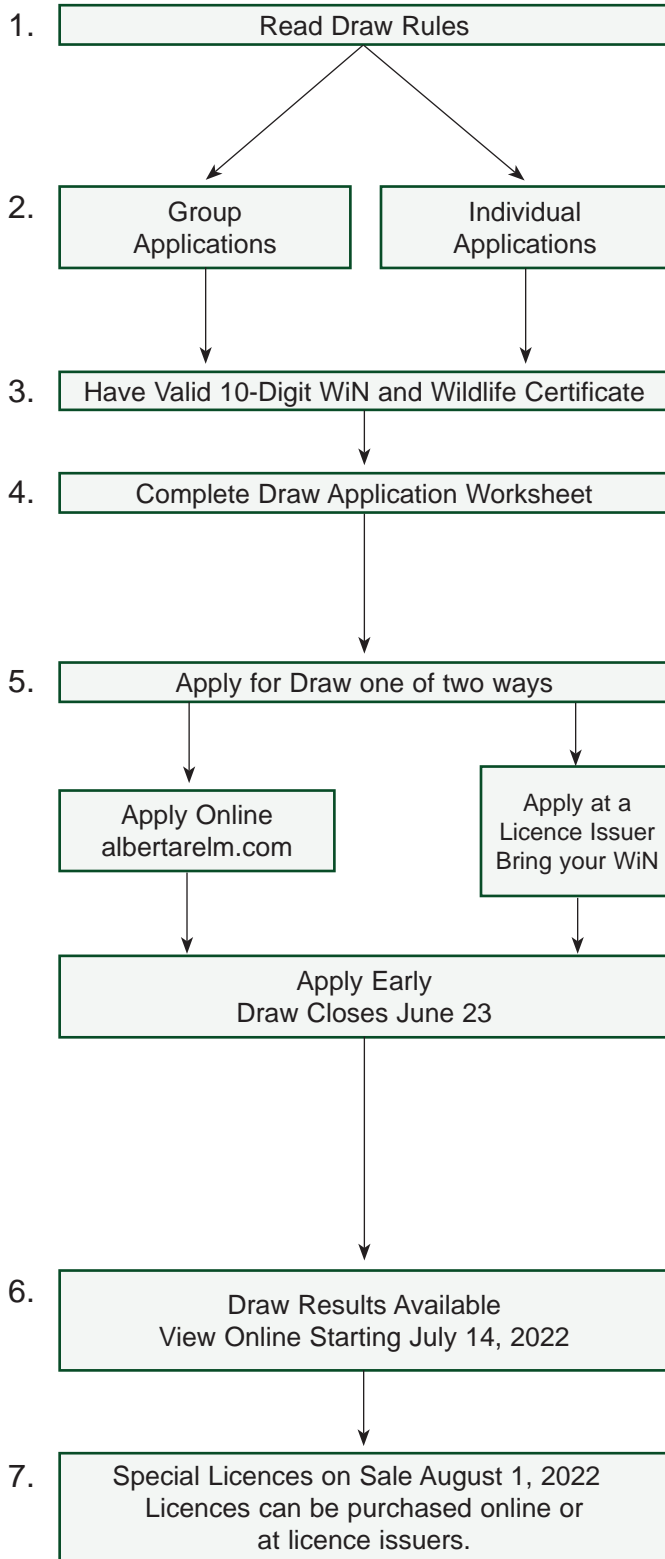 1. Read Draw Rules
2. Group Applications
Individual Applications
3. Have Valid 10-Digit WiN and Wildlife Certificate
4. Complete Draw Application Worksheet
5. Apply for Draw one of two ways
Apply Online
albertarelm.com
Apply at a
Licence Issuer
Bring your WiN
Apply Early
Draw Closes June 23
6. Draw Results Available
View Online Starting July 14, 2022
7. Special Licences on Sale August 1, 2022
Licences can be purchased online or
at licence issuers.